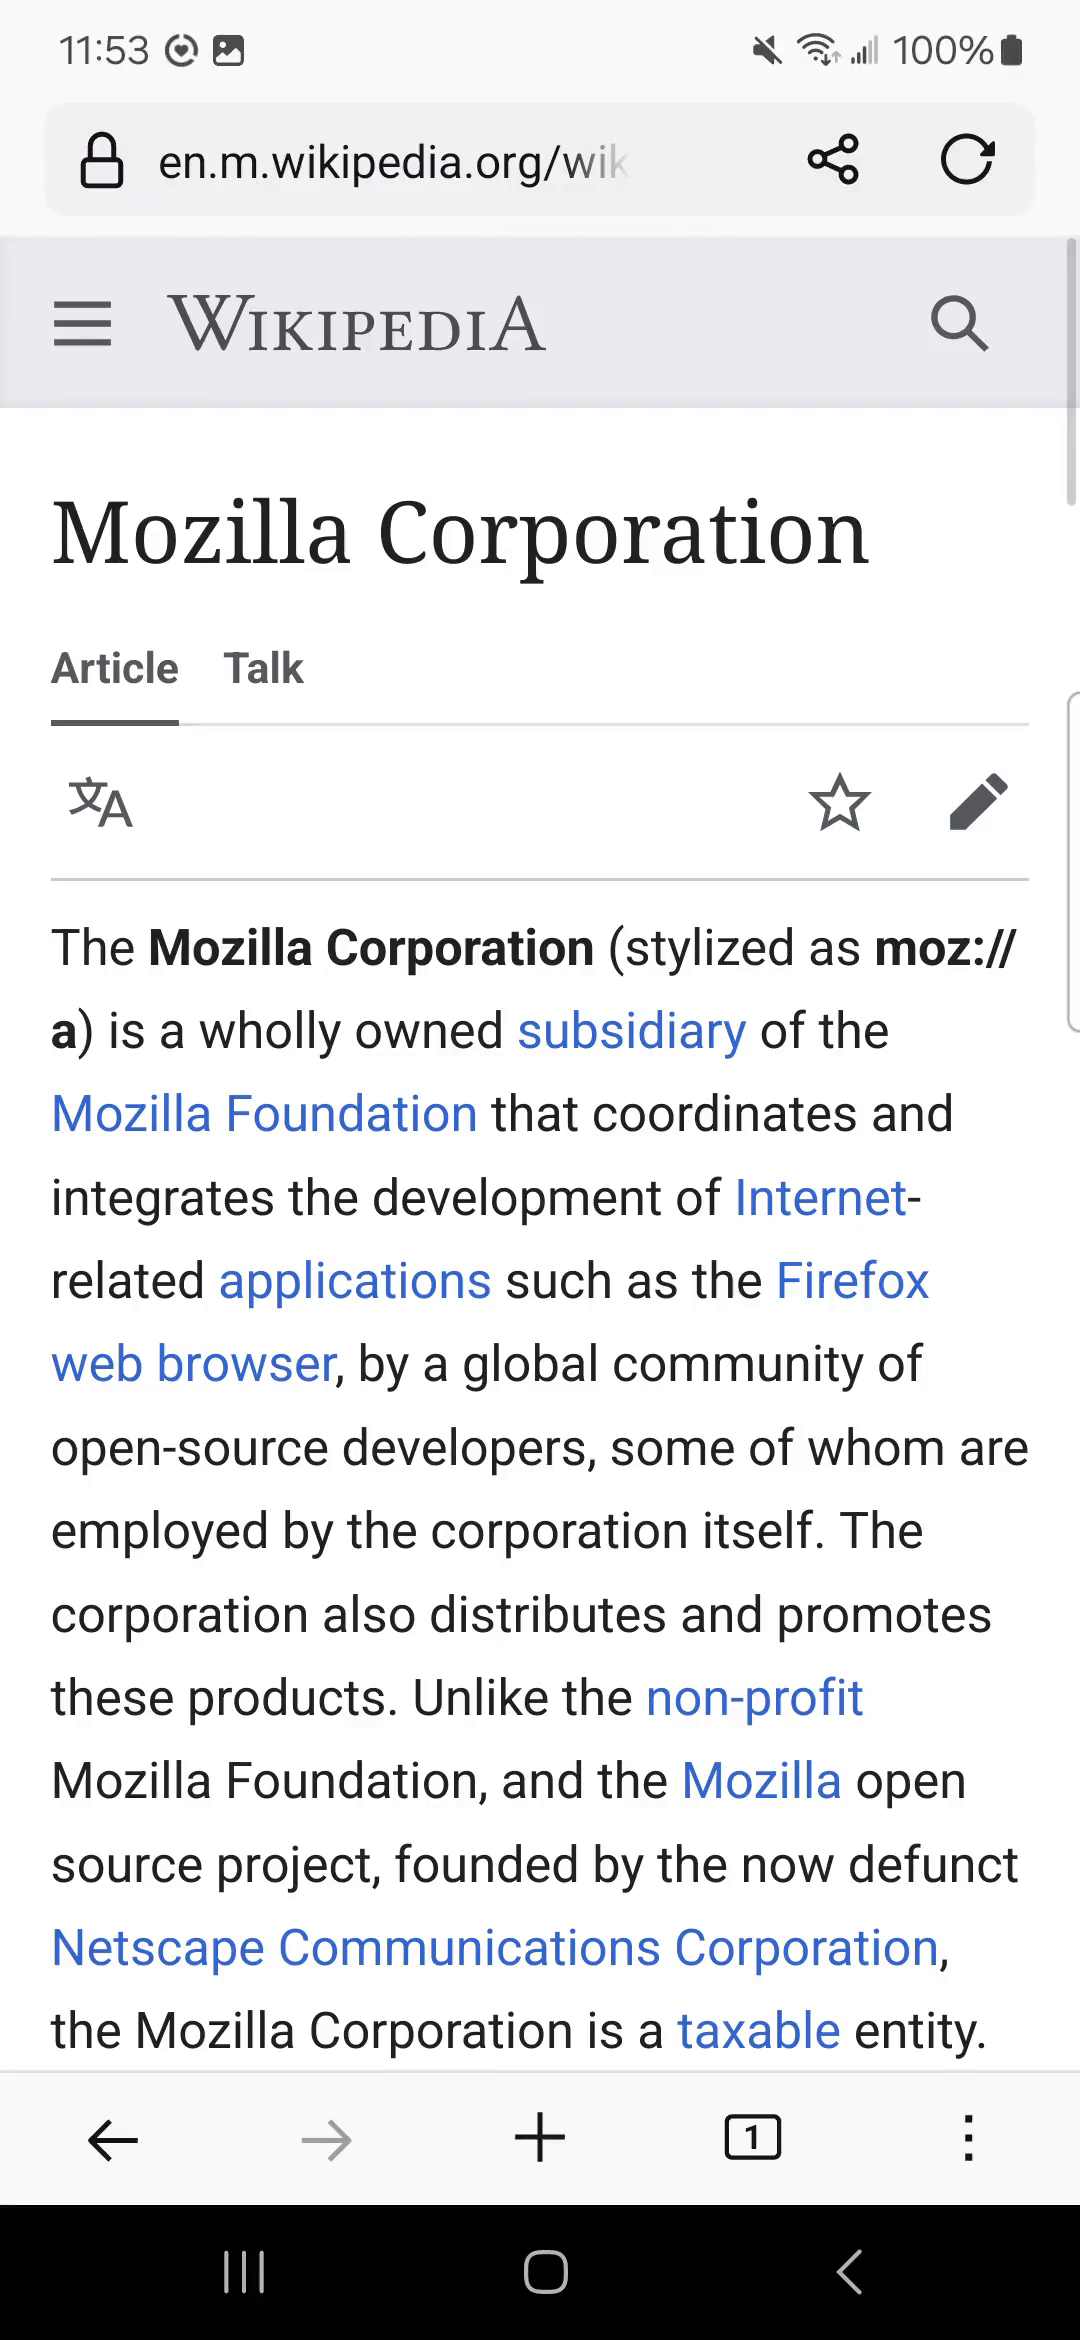 11:53
100%
en.m.wikipedia.org/wik
WIKIPEDIA
Mozilla Corporation
Article Talk
文A
The Mozilla Corporation (stylized as moz://
a) is a wholly owned subsidiary of the
Mozilla Foundation that coordinates and
integrates the development of Internet-
related applications such as the Firefox
web browser, by a global community of
open-source developers, some of whom are
employed by the corporation itself. The
corporation also distributes and promotes
these products. Unlike the non-profit
Mozilla Foundation, and the Mozilla open
source project, founded by the now defunct
Netscape Communications Corporation,
the Mozilla Corporation is a taxable entity.
1